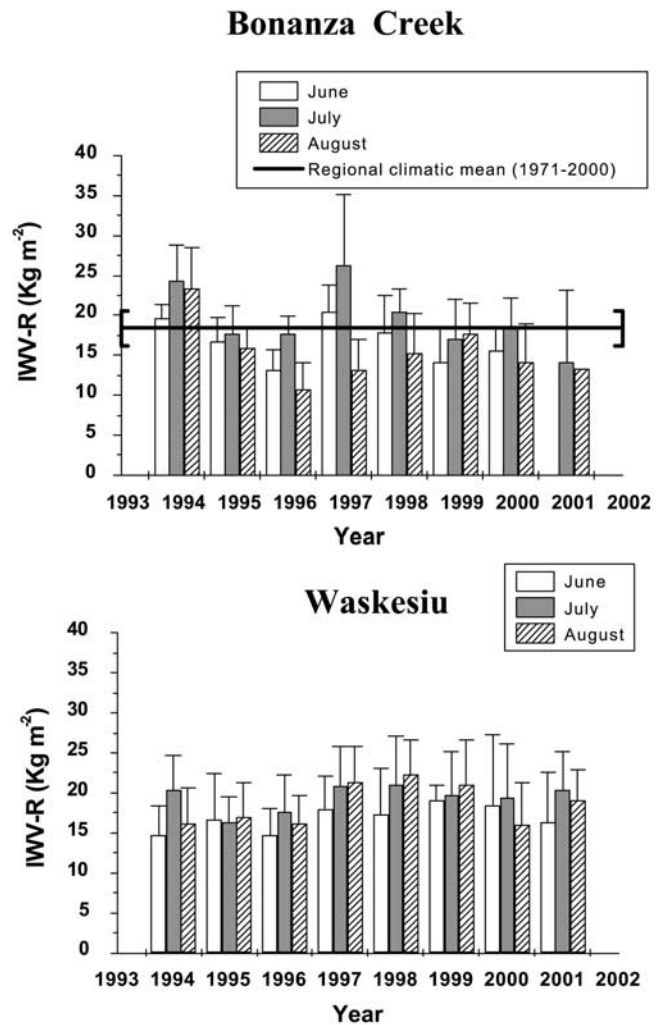 Bonanza Creek
June
July
August
Regional climatic mean (1971-2000)
40
35
30
25
20
15
10
5
0
IWV-R (Kg m-2)
1993 1994 1995 1996 1997 1998 1999 2000 2001 2002
Year
Waskesiu
June
July
August
40
35
30
25
20
15
10
5
0
IWV-R (Kg m-2)
1993 1994 1995 1996 1997 1998 1999 2000 2001 2002
Year